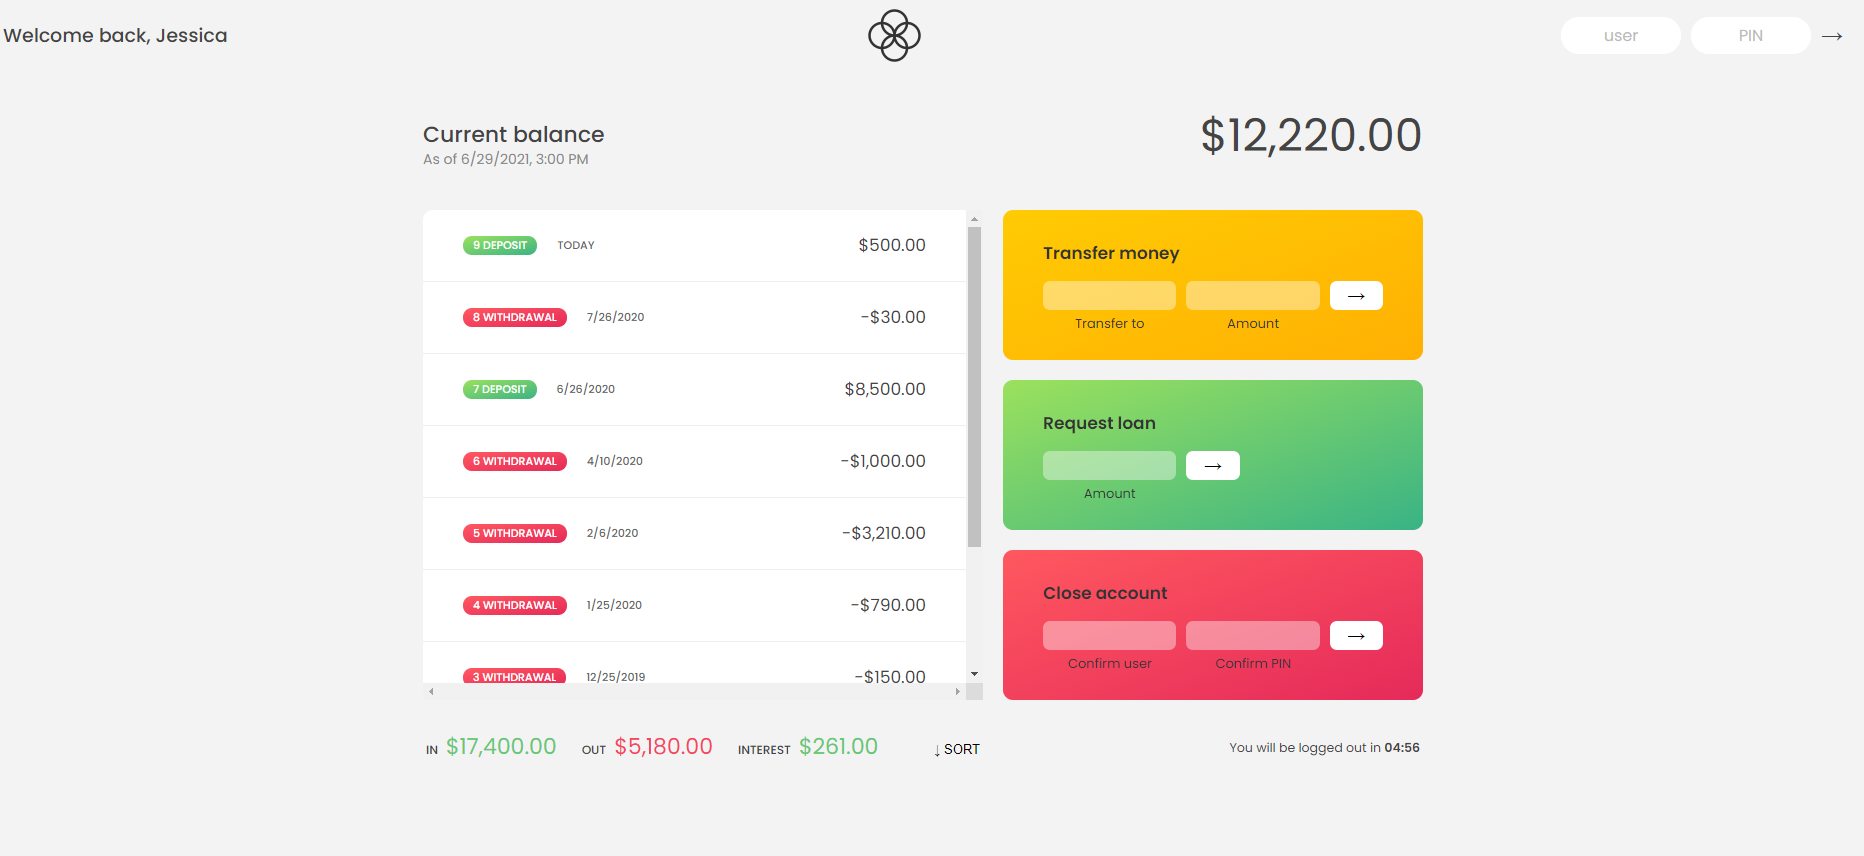 Welcome back, Jessica
user
PIN
→
Current balance
As of 6/29/2021, 3:00 PM
$12,220.00
9 DEPOSIT TODAY $500.00
8 WITHDRAWAL 7/26/2020 -$30.00
7 DEPOSIT 6/26/2020 $8,500.00
6 WITHDRAWAL 4/10/2020 -$1,000.00
5 WITHDRAWAL 2/6/2020 -$3,210.00
4 WITHDRAWAL 1/25/2020 -$790.00
3 WITHDRAWAL 12/25/2019 -$150.00
Transfer money
→
Transfer to Amount
Request loan
→
Amount
Close account
→
Confirm user Confirm PIN
IN $17,400.00 OUT $5,180.00 INTEREST $261.00 ↓ SORT
You will be logged out in 04:56